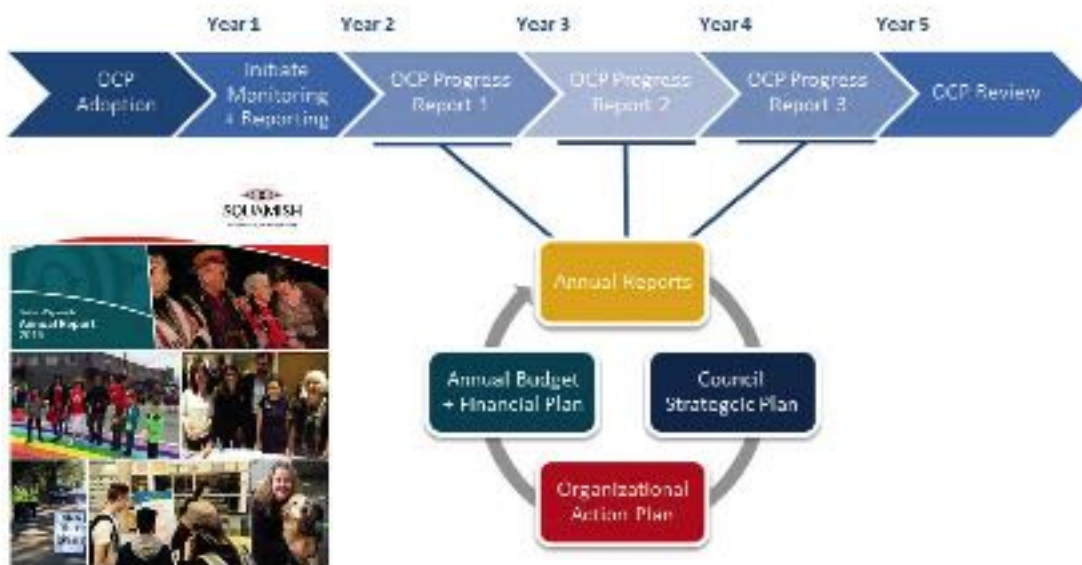 Year 1
Year 2
Year 3
Year 4
Year 5
OCP
Adoption
Initiate
Monitoring
+ Reporting
OCP Progress
Report 1
OCP Progress
Report 2
OCP Progress
Report 3
OCP Review
SQUAMISH
Annual Report
Annual Reports
Annual Budget
+ Financial Plan
Council
Strategcic Plan
Organizational
Action Plan